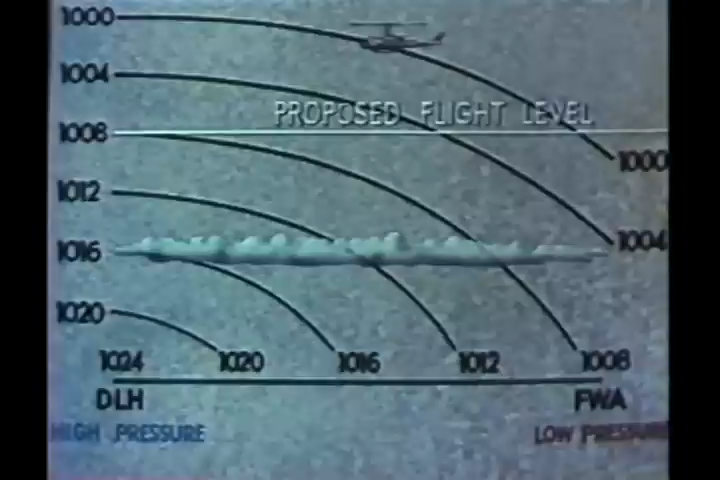 1000
1004
PROPOSED FLIGHT LEVEL
1008
1000
1012
1004
1016
1020
1024 1020 1016 1012 1008
DLH FWA
HIGH PRESSURE LOW PRESSURE